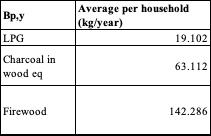 Bp,y Average per household
(kg/year)
LPG 19.102
Charcoal in
wood eq 63.112
Firewood 142.286